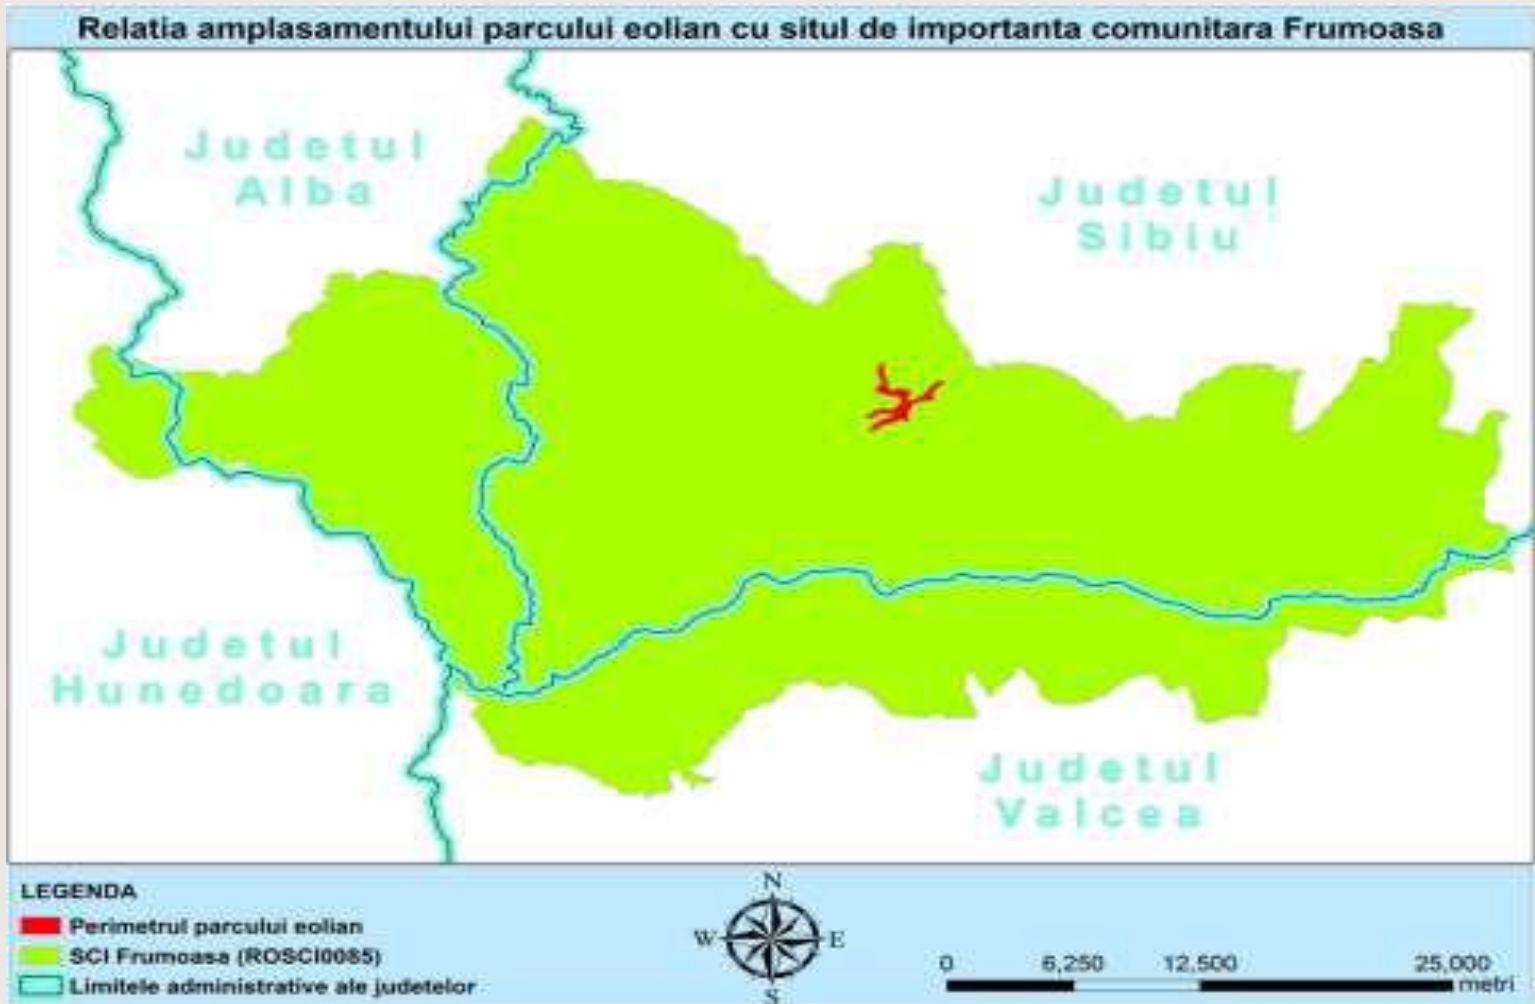 Relatia amplasamentului parcului eolian cu situl de importanta comunitara Frumoasa
Judetul
Alba
Judetul
Sibiu
Judetul
Hunedoara
Judetul
Valcea
LEGENDA
Perimetrul parcului eolian
SCI Frumoasa (ROSCI0085)
Limitele administrative ale judetelor
N
W E
S
0 6,250 12,500 25,000
metri